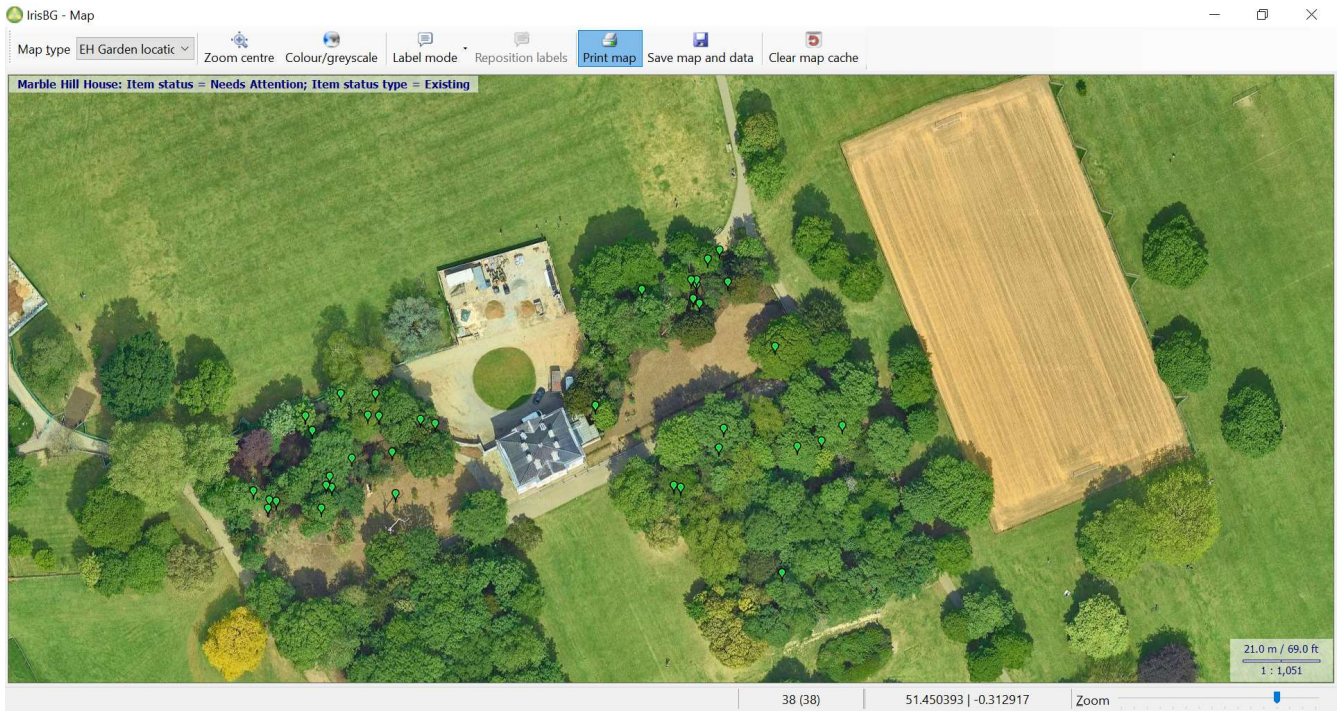 IrisBG - Map
Map type EH Garden locatic Zoom centre Colour/greyscale Label mode Reposition labels Print map Save map and data Clear map cache
Marble Hill House: Item status = Needs Attention; Item status type = Existing
21.0 m / 69.0 ft
1 : 1,051
38 (38) 51.450393 | -0.312917 Zoom